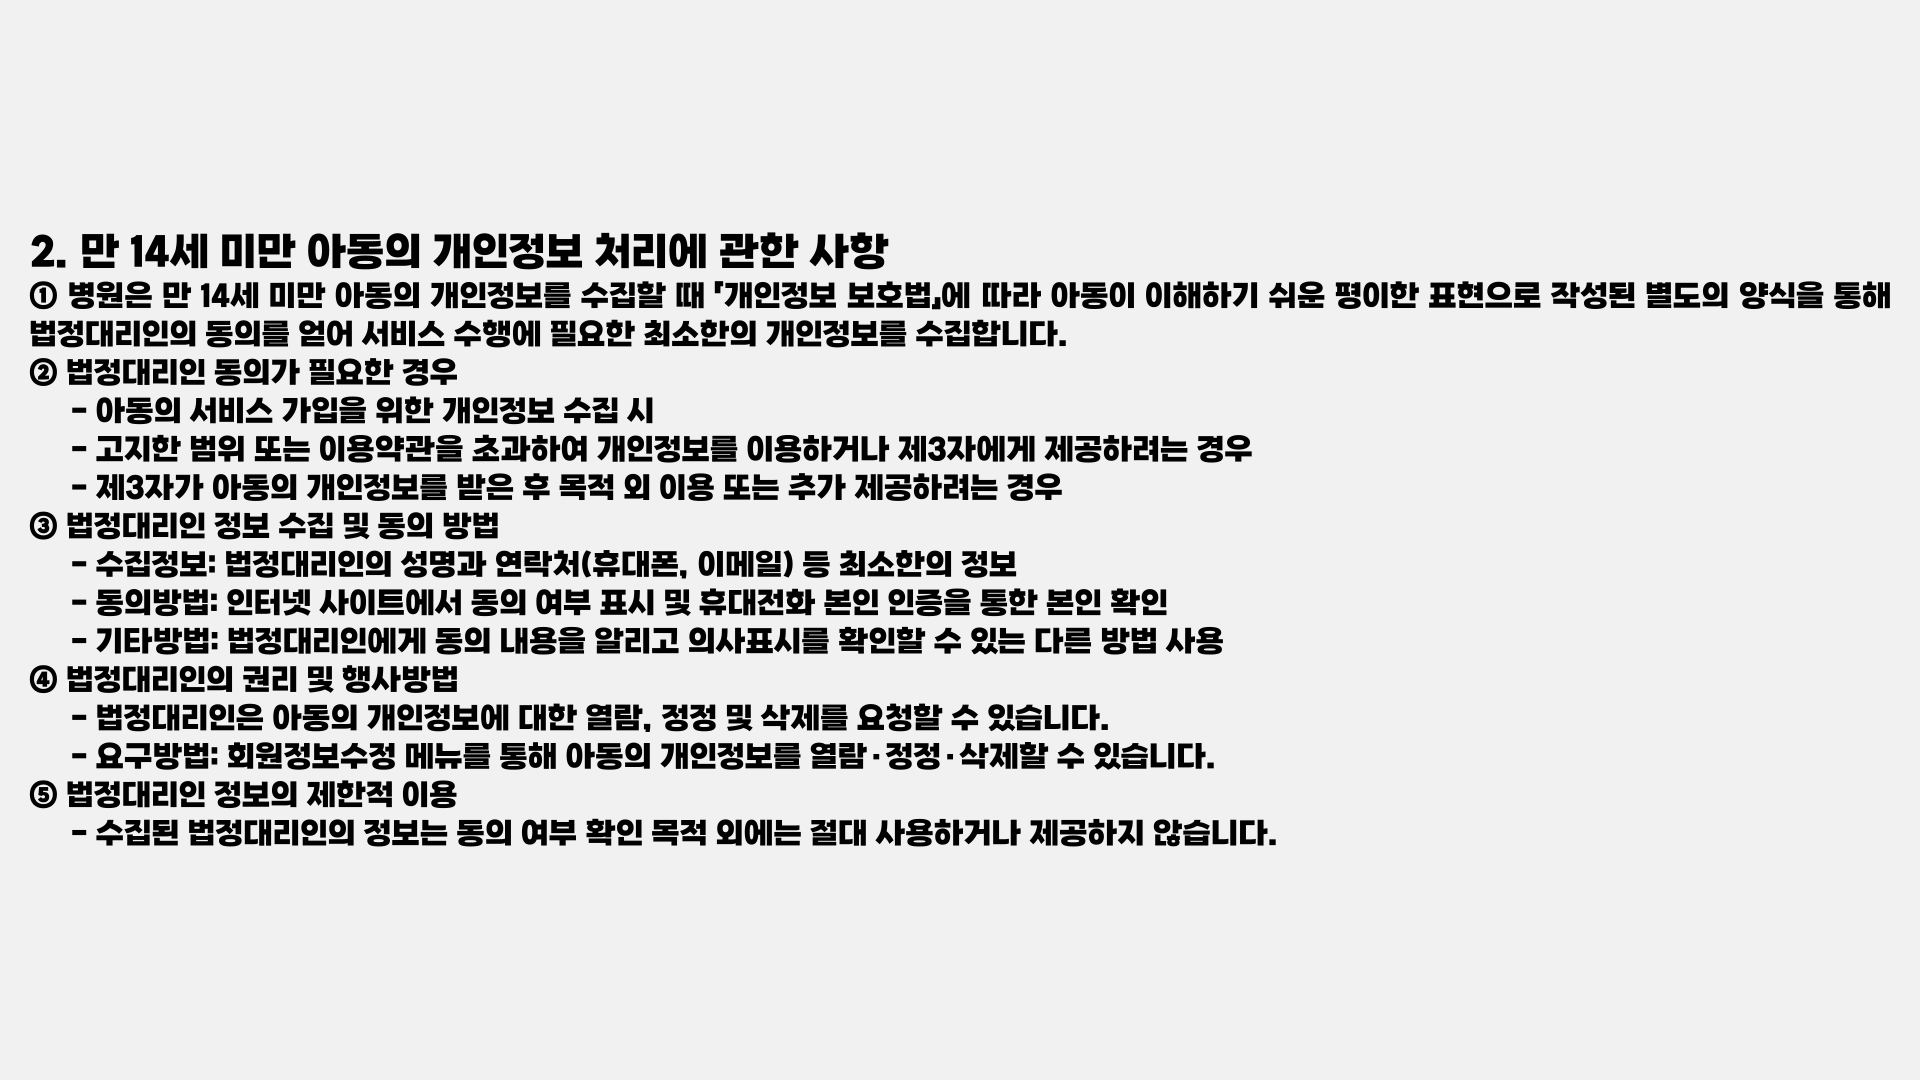 2. 만 14세 미만 아동의 개인정보 처리에 관한 사항
① 병원은 만 14세 미만 아동의 개인정보를 수집할 때 「개인정보 보호법」에 따라 아동이 이해하기 쉬운 평이한 표현으로 작성된 별도의 양식을 통해
법정대리인의 동의를 얻어 서비스 수행에 필요한 최소한의 개인정보를 수집합니다.
② 법정대리인 동의가 필요한 경우
- 아동의 서비스 가입을 위한 개인정보 수집 시
- 고지한 범위 또는 이용약관을 초과하여 개인정보를 이용하거나 제3자에게 제공하려는 경우
- 제3자가 아동의 개인정보를 받은 후 목적 외 이용 또는 추가 제공하려는 경우
③ 법정대리인 정보 수집 및 동의 방법
- 수집정보: 법정대리인의 성명과 연락처(휴대폰, 이메일) 등 최소한의 정보
- 동의방법: 인터넷 사이트에서 동의 여부 표시 및 휴대전화 본인 인증을 통한 본인 확인
- 기타방법: 법정대리인에게 동의 내용을 알리고 의사표시를 확인할 수 있는 다른 방법 사용
④ 법정대리인의 권리 및 행사방법
- 법정대리인은 아동의 개인정보에 대한 열람, 정정 및 삭제를 요청할 수 있습니다.
- 요구방법: 회원정보수정 메뉴를 통해 아동의 개인정보를 열람·정정·삭제할 수 있습니다.
⑤ 법정대리인 정보의 제한적 이용
- 수집된 법정대리인의 정보는 동의 여부 확인 목적 외에는 절대 사용하거나 제공하지 않습니다.